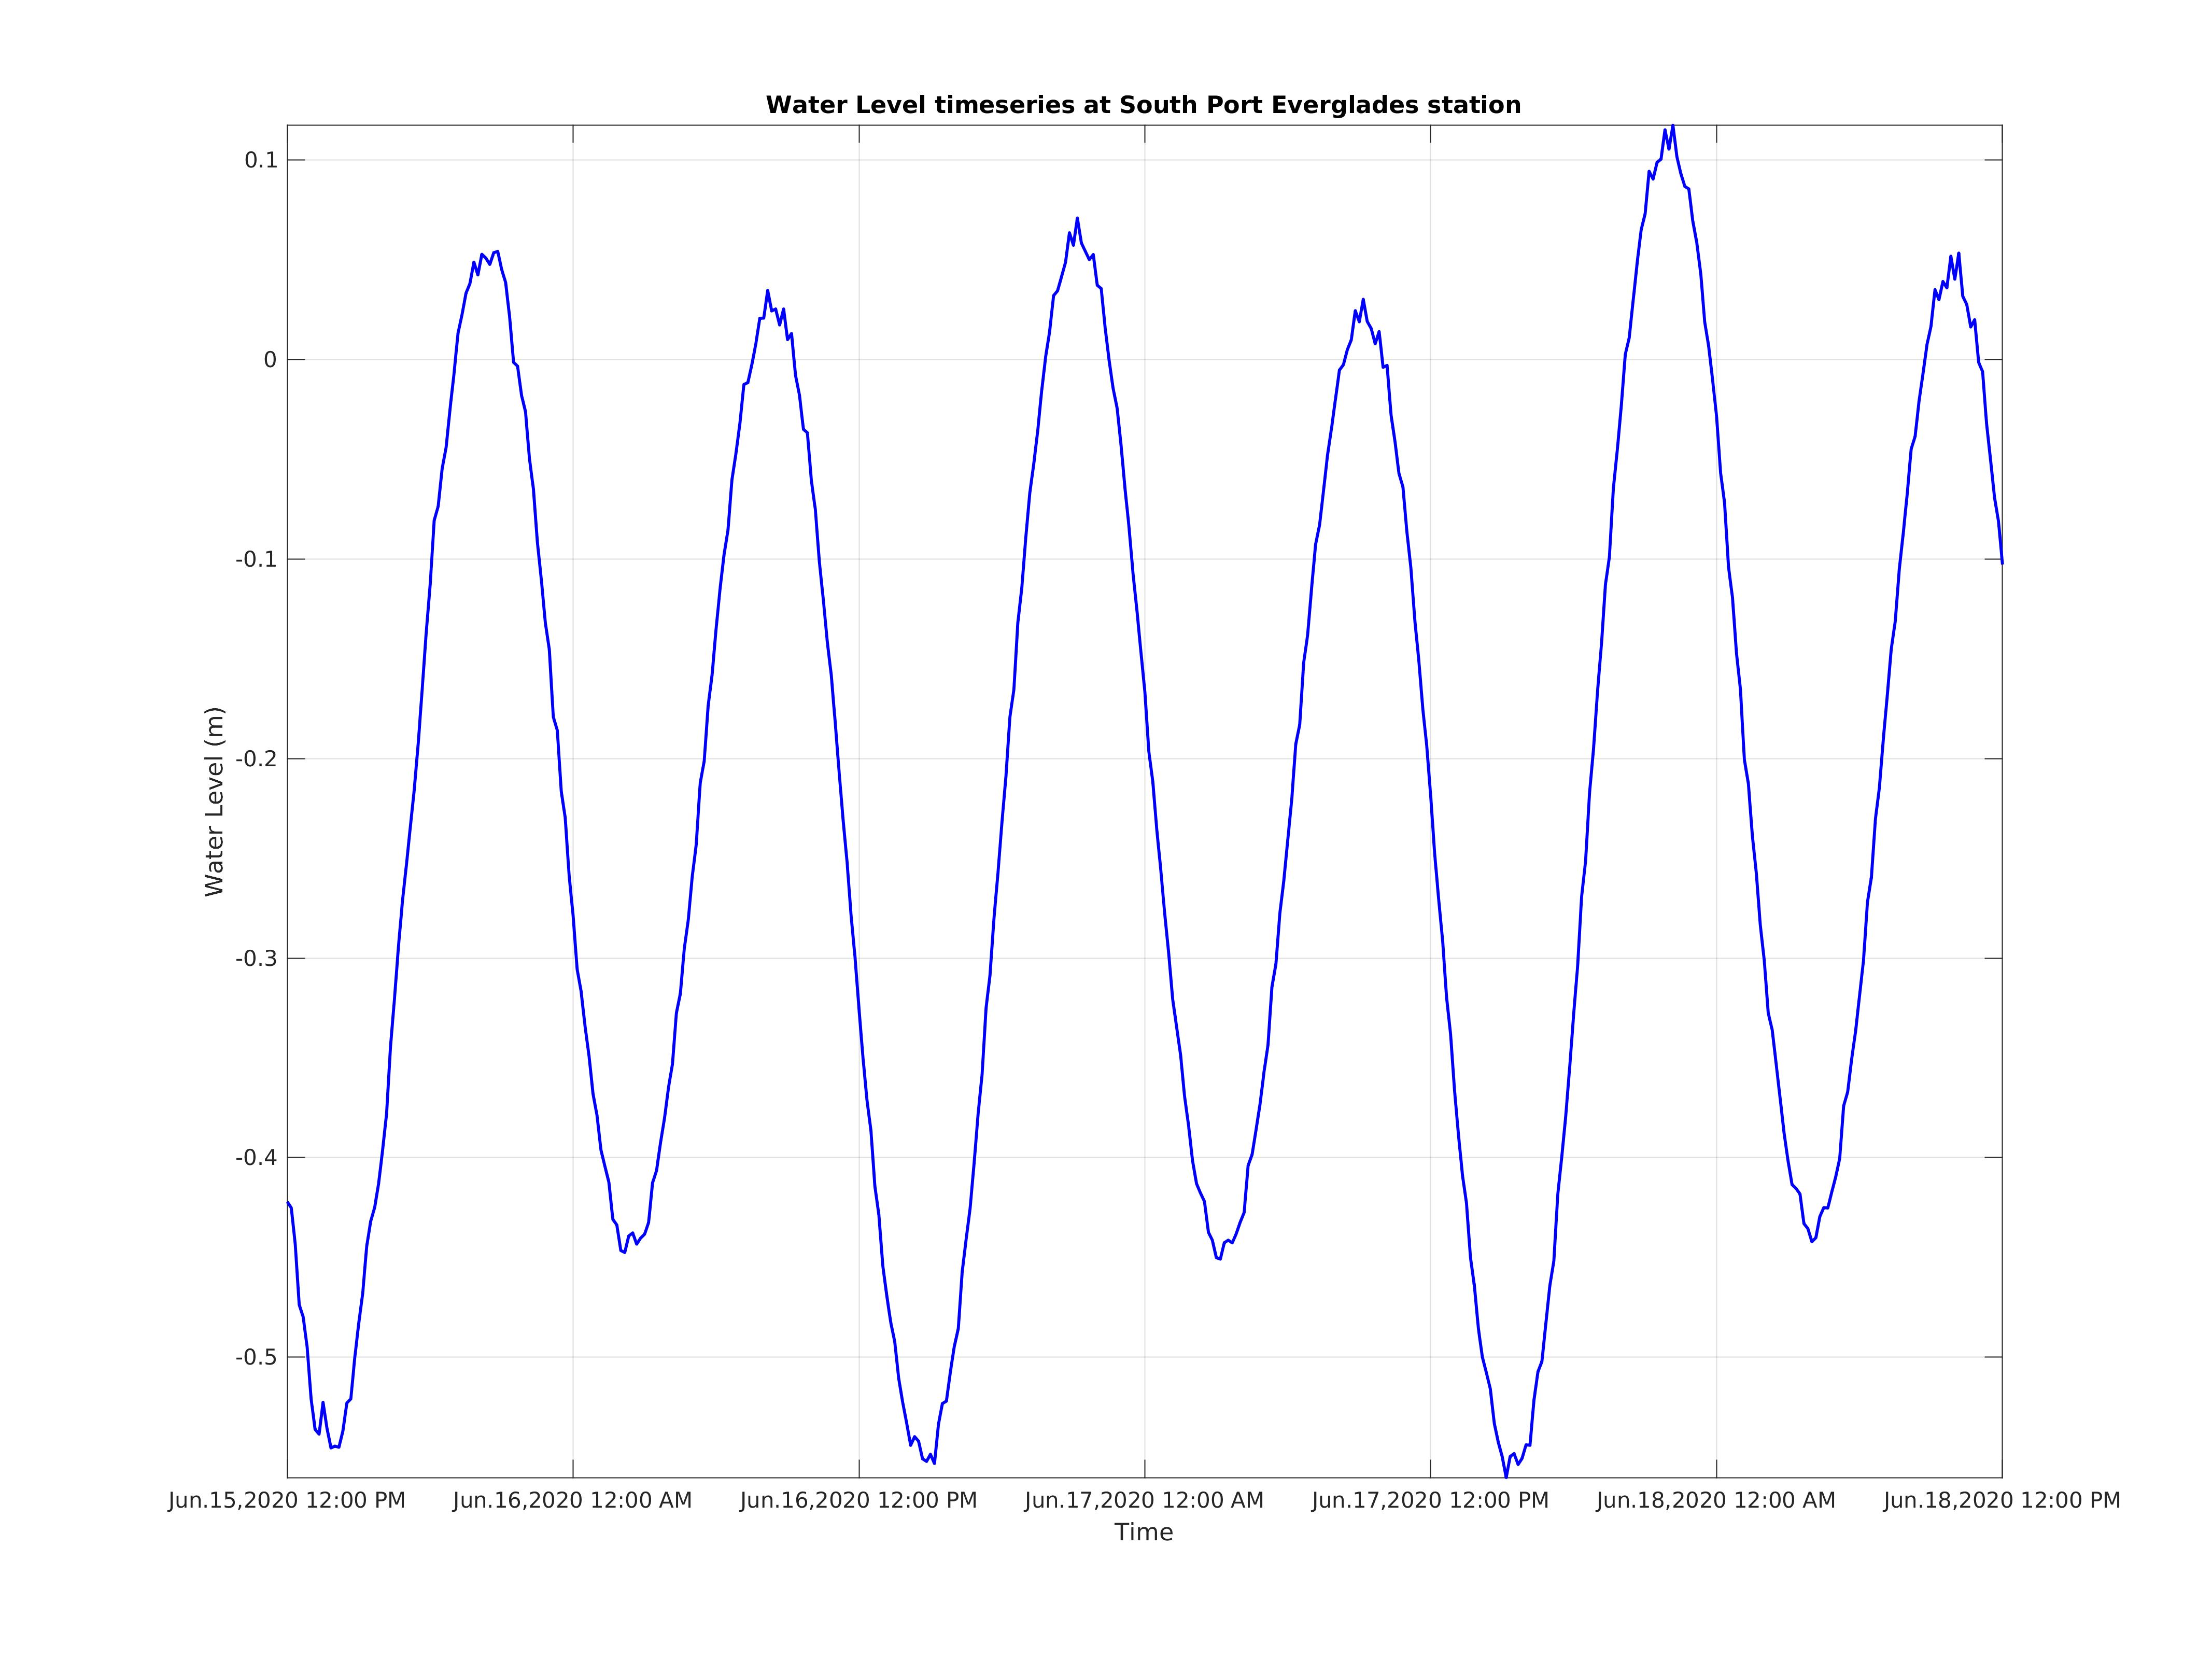 Water Level timeseries at South Port Everglades station
0.1
0
-0.1
-0.2
-0.3
-0.4
-0.5
Water Level (m)
Jun.15,2020 12:00 PM
Jun.16,2020 12:00 AM
Jun.16,2020 12:00 PM
Jun.17,2020 12:00 AM
Jun.17,2020 12:00 PM
Jun.18,2020 12:00 AM
Jun.18,2020 12:00 PM
Time